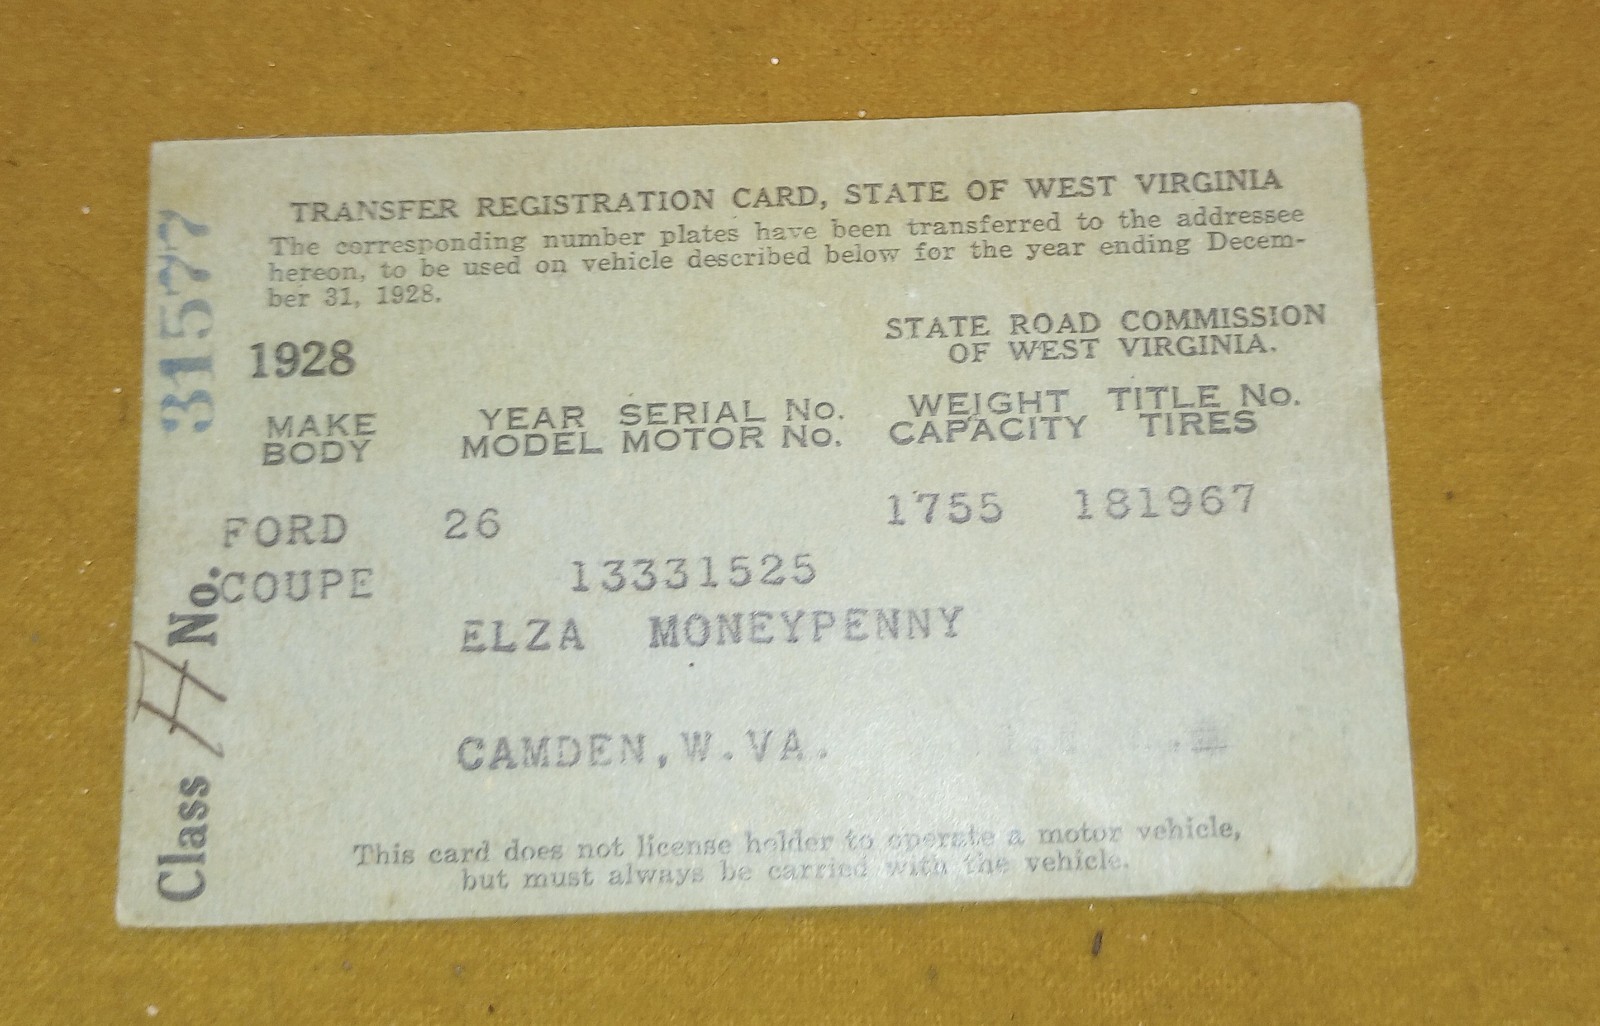 TRANSFER REGISTRATION CARD, STATE OF WEST VIRGINIA
The corresponding number plates have been transferred to the addressee
hereon, to be used on vehicle described below for the year ending Decem-
ber 31, 1928.
1928
STATE ROAD COMMISSION
OF WEST VIRGINIA.
MAKE YEAR SERIAL No. WEIGHT TITLE No.
BODY MODEL MOTOR No. CAPACITY TIRES
FORD 26 1755 181967
COUPE 13331525
ELZA MONEYPENNY
CAMDEN, W.VA.
This card does not license holder to operate a motor vehicle,
but must always be carried with the vehicle.
Class A No. 31577